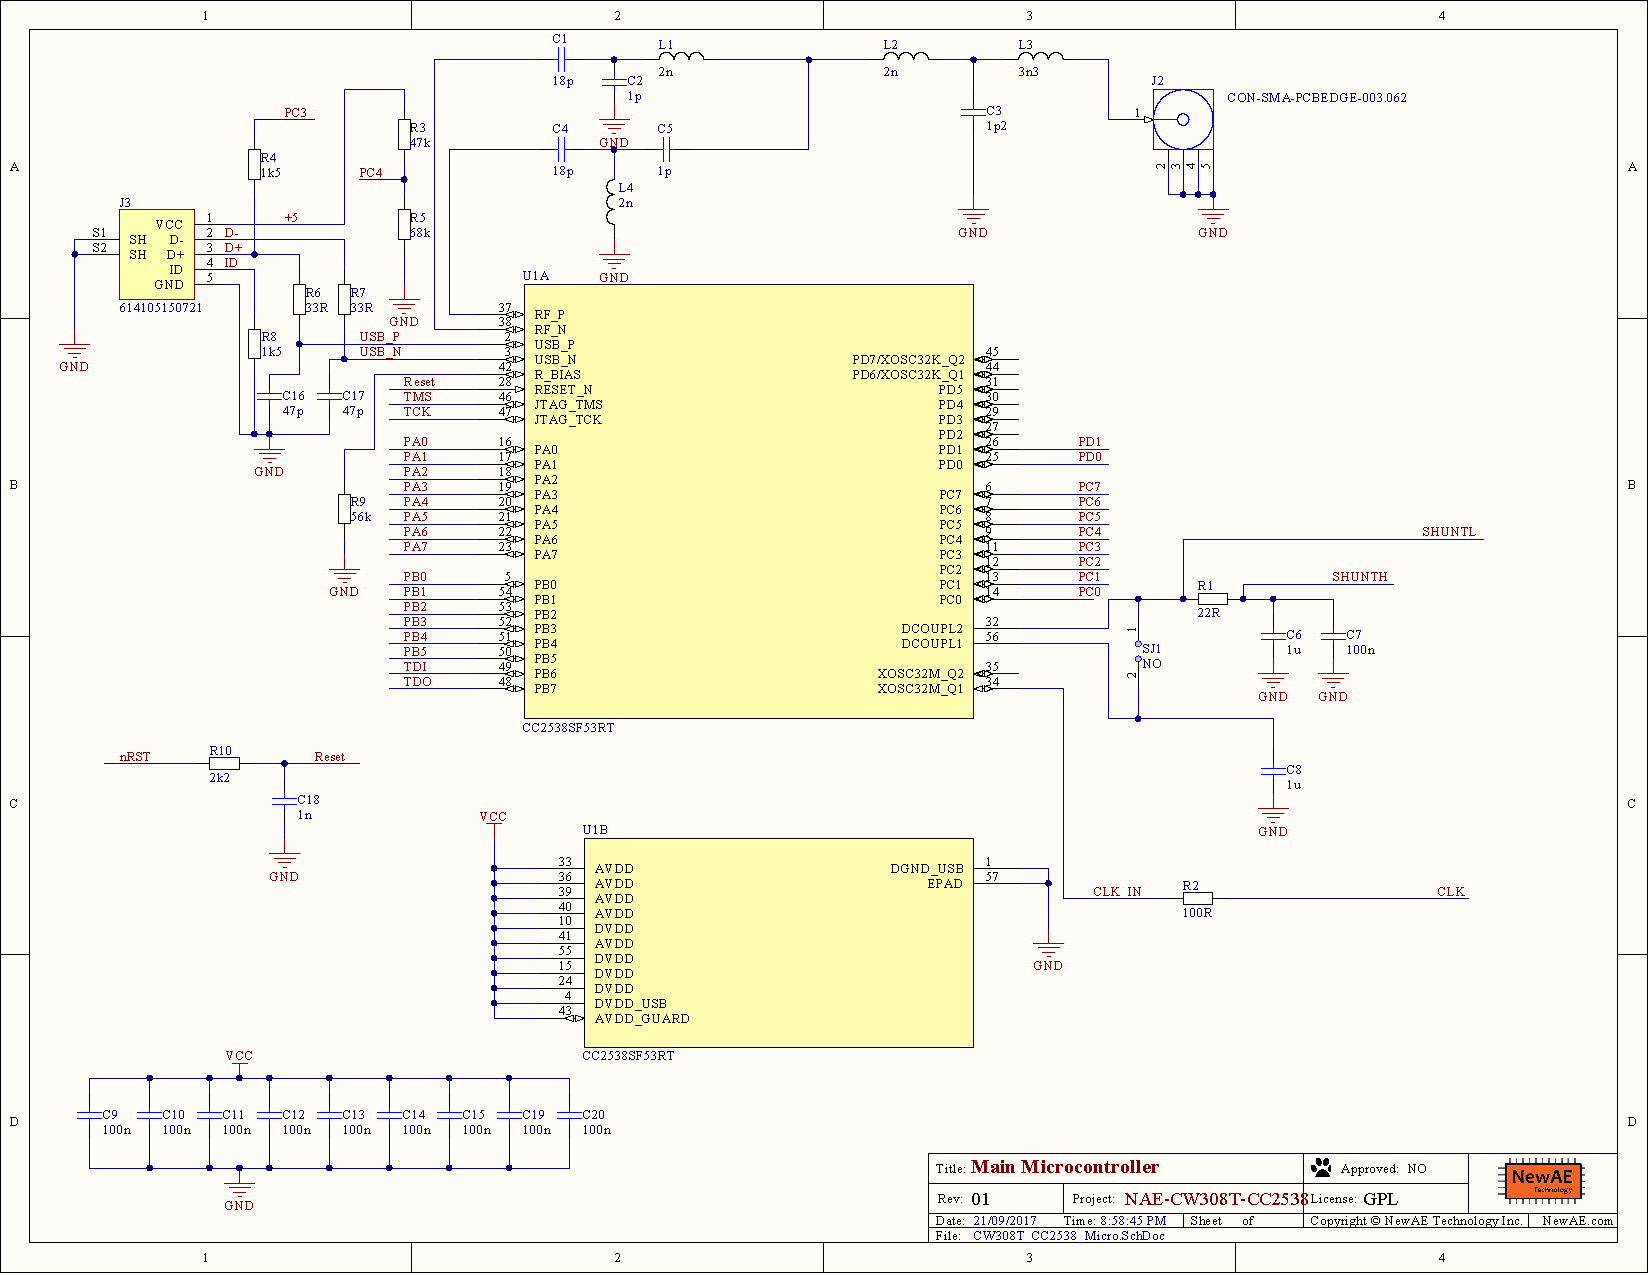 1 2 3 4
A
B
C
D
A
B
C
D
1 2 3 4
C1
18p
C2
1p
GND
L1
2n
L2
2n
L3
3n3
C3
1p2
GND
J2
CON-SMA-PCBEDGE-003.062
1
2 3 4 5
GND
C4
18p
C5
1p
L4
2n
GND
PC3
R4
1k5
R3
47k
PC4
R5
68k
GND
J3
S1 SH VCC 1 +5
S2 SH D- 2 D-
D+ 3 D+
ID 4 ID
GND 5
614105150721
GND
R6
33R
R7
33R
R8
1k5
USB_P
USB_N
C16
47p
C17
47p
GND
R9
56k
GND
U1A
37 RF_P
38 RF_N
2 USB_P
3 USB_N
42 R_BIAS
Reset 28 RESET_N
TMS 46 JTAG_TMS
TCK 47 JTAG_TCK
PA0 16 PA0
PA1 17 PA1
PA2 18 PA2
PA3 19 PA3
PA4 20 PA4
PA5 21 PA5
PA6 22 PA6
PA7 23 PA7
PB0 5 PB0
PB1 54 PB1
PB2 53 PB2
PB3 52 PB3
PB4 51 PB4
PB5 50 PB5
TDI 49 PB6
TDO 48 PB7
PD7/XOSC32K_Q2 45
PD6/XOSC32K_Q1 44
PD5 31
PD4 30
PD3 29
PD2 27
PD1 26 PD1
PD0 25 PD0
PC7 6 PC7
PC6 7 PC6
PC5 8 PC5
PC4 9 PC4
PC3 11 PC3
PC2 12 PC2
PC1 13 PC1
PC0 14 PC0
DCOUPL2 32
DCOUPL1 56
XOSC32M_Q2 35
XOSC32M_Q1 34
CC2538SF53RT
SHUNTL
SHUNTH
R1
22R
C6
1u
GND
C7
100n
GND
1
SJ1
NO
2
C8
1u
GND
nRST
R10
2k2
Reset
C18
1n
GND
VCC
U1B
33 AVDD
36 AVDD
39 AVDD
40 AVDD
10 DVDD
41 AVDD
55 DVDD
15 DVDD
24 DVDD
4 DVDD_USB
43 AVDD_GUARD
DGND_USB 1
EPAD 57
GND
CC2538SF53RT
CLK_IN
R2
100R
CLK
VCC
C9 C10 C11 C12 C13 C14 C15 C19 C20
100n 100n 100n 100n 100n 100n 100n 100n 100n
GND
Title: Main Microcontroller
Approved: NO
Rev: 01
Project: NAE-CW308T-CC2538
License: GPL
Date: 21/09/2017 Time: 8:58:45 PM Sheet of
Copyright © NewAE Technology Inc. NewAE.com
File: CW308T_CC2538_Micro.SchDoc
NewAE
Technology